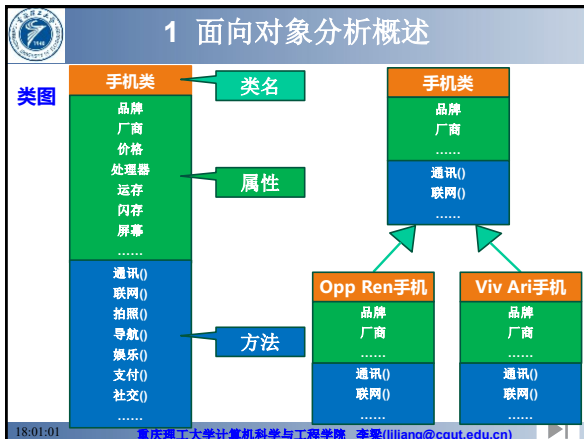 1 面向对象分析概述
类图
手机类
品牌
厂商
价格
处理器
运存
闪存
屏幕
......
通讯()
联网()
拍照()
导航()
娱乐()
支付()
社交()
......
类名
属性
方法
手机类
品牌
厂商
......
通讯()
联网()
......
Opp Ren手机
品牌
厂商
......
通讯()
联网()
......
Viv Ari手机
品牌
厂商
......
通讯()
联网()
......
18:01:01
重庆理工大学计算机科学与工程学院 李梁(liliang@cqut.edu.cn)